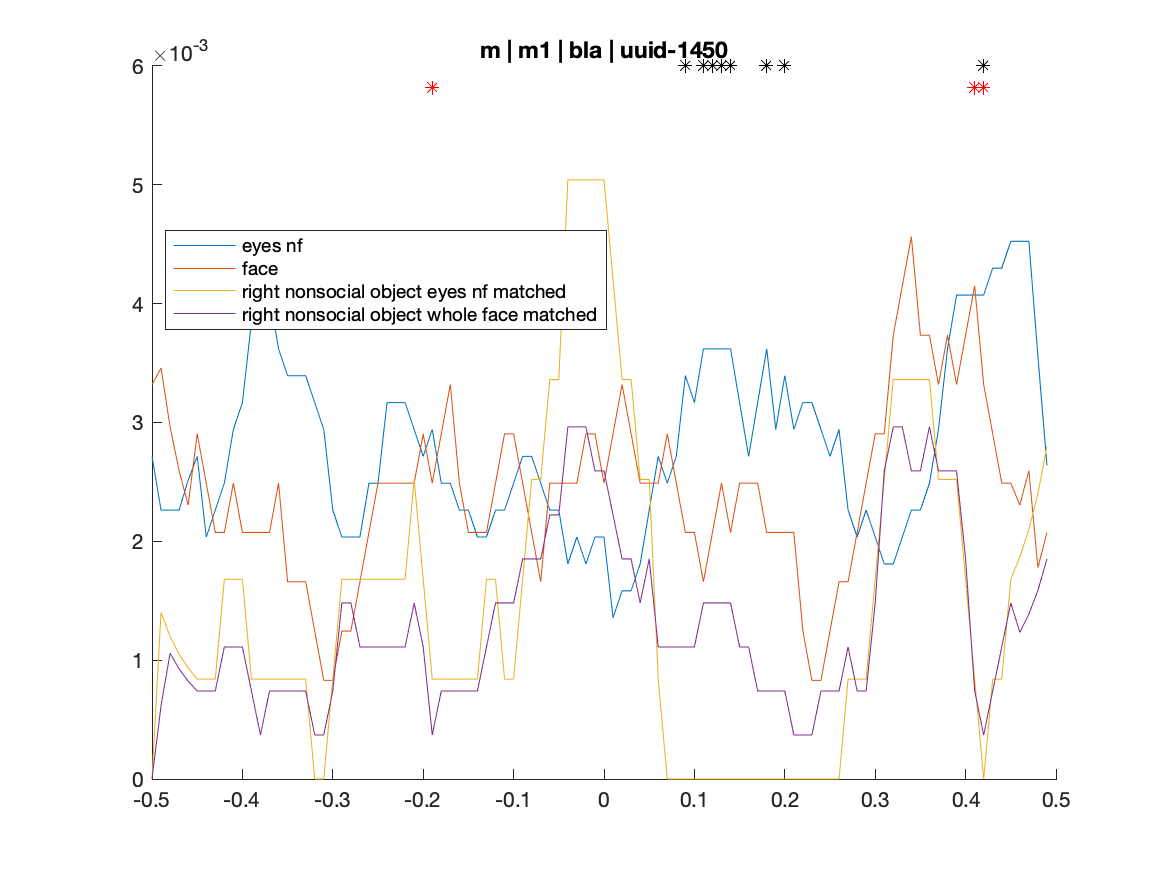 ×10-3
m | m1 | bla | uuid-1450
6
5
4
3
2
1
0
eyes nf
face
right nonsocial object eyes nf matched
right nonsocial object whole face matched
-0.5 -0.4 -0.3 -0.2 -0.1 0 0.1 0.2 0.3 0.4 0.5